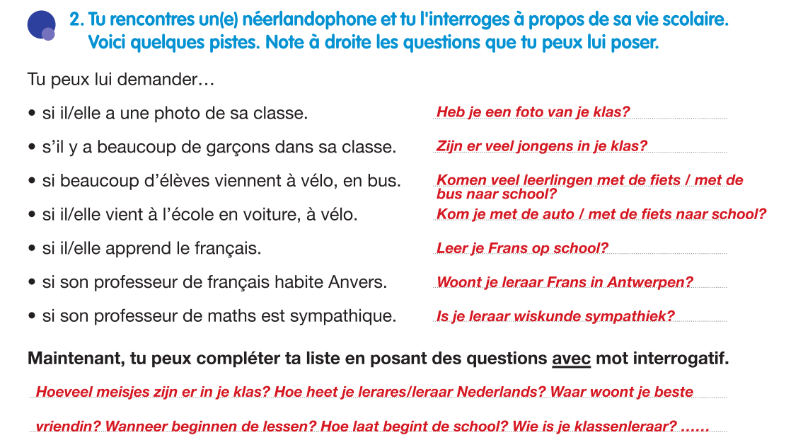 2. Tu rencontres un(e) néerlandophone et tu l'interroges à propos de sa vie scolaire.
Voici quelques pistes. Note à droite les questions que tu peux lui poser.
Tu peux lui demander…
• si il/elle a une photo de sa classe. Heb je een foto van je klas?
• s'il y a beaucoup de garçons dans sa classe. Zijn er veel jongens in je klas?
• si beaucoup d'élèves viennent à vélo, en bus. Komen veel leerlingen met de fiets / met de
bus naar school?
• si il/elle vient à l'école en voiture, à vélo. Kom je met de auto / met de fiets naar school?
• si il/elle apprend le français. Leer je Frans op school?
• si son professeur de français habite Anvers. Woont je leraar Frans in Antwerpen?
• si son professeur de maths est sympathique. Is je leraar wiskunde sympathiek?
Maintenant, tu peux compléter ta liste en posant des questions avec mot interrogatif.
Hoeveel meisjes zijn er in je klas? Hoe heet je lerares/leraar Nederlands? Waar woont je beste
vriendin? Wanneer beginnen de lessen? Hoe laat begint de school? Wie is je klassenleraar? ……